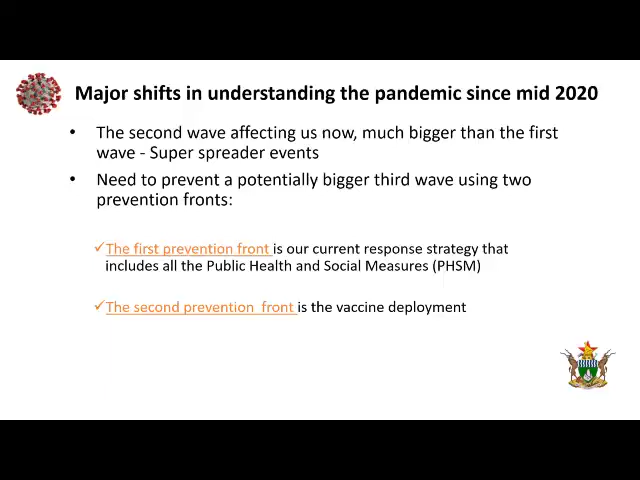 Major shifts in understanding the pandemic since mid 2020
• The second wave affecting us now, much bigger than the first
wave - Super spreader events
• Need to prevent a potentially bigger third wave using two
prevention fronts:
✓The first prevention front is our current response strategy that
includes all the Public Health and Social Measures (PHSM)
✓The second prevention  front is the vaccine deployment